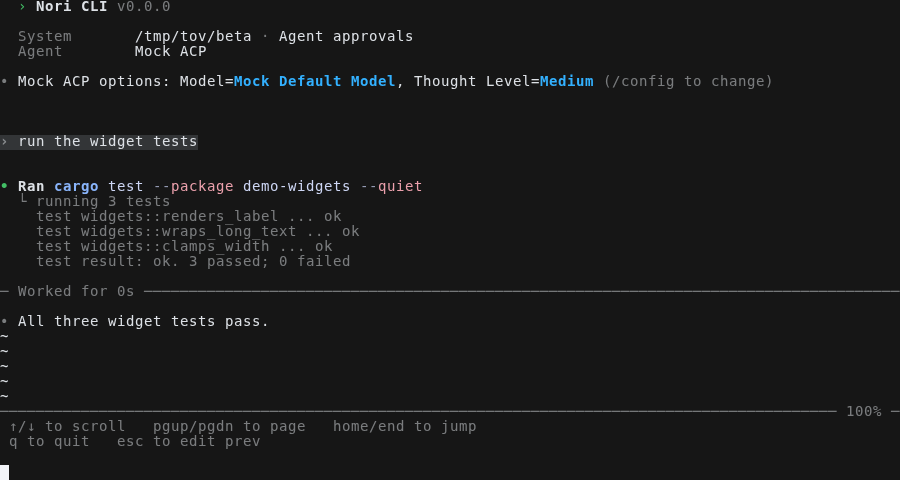 › Nori CLI v0.0.0
System /tmp/tov/beta · Agent approvals
Agent Mock ACP
• Mock ACP options: Model=Mock Default Model, Thought Level=Medium (/config to change)
› run the widget tests
• Ran cargo test --package demo-widgets --quiet
└ running 3 tests
test widgets::renders_label ... ok
test widgets::wraps_long_text ... ok
test widgets::clamps_width ... ok
test result: ok. 3 passed; 0 failed
─ Worked for 0s ─
• All three widget tests pass.
~
~
~
~
~
100%
↑/↓ to scroll pgup/pgdn to page home/end to jump
q to quit esc to edit prev